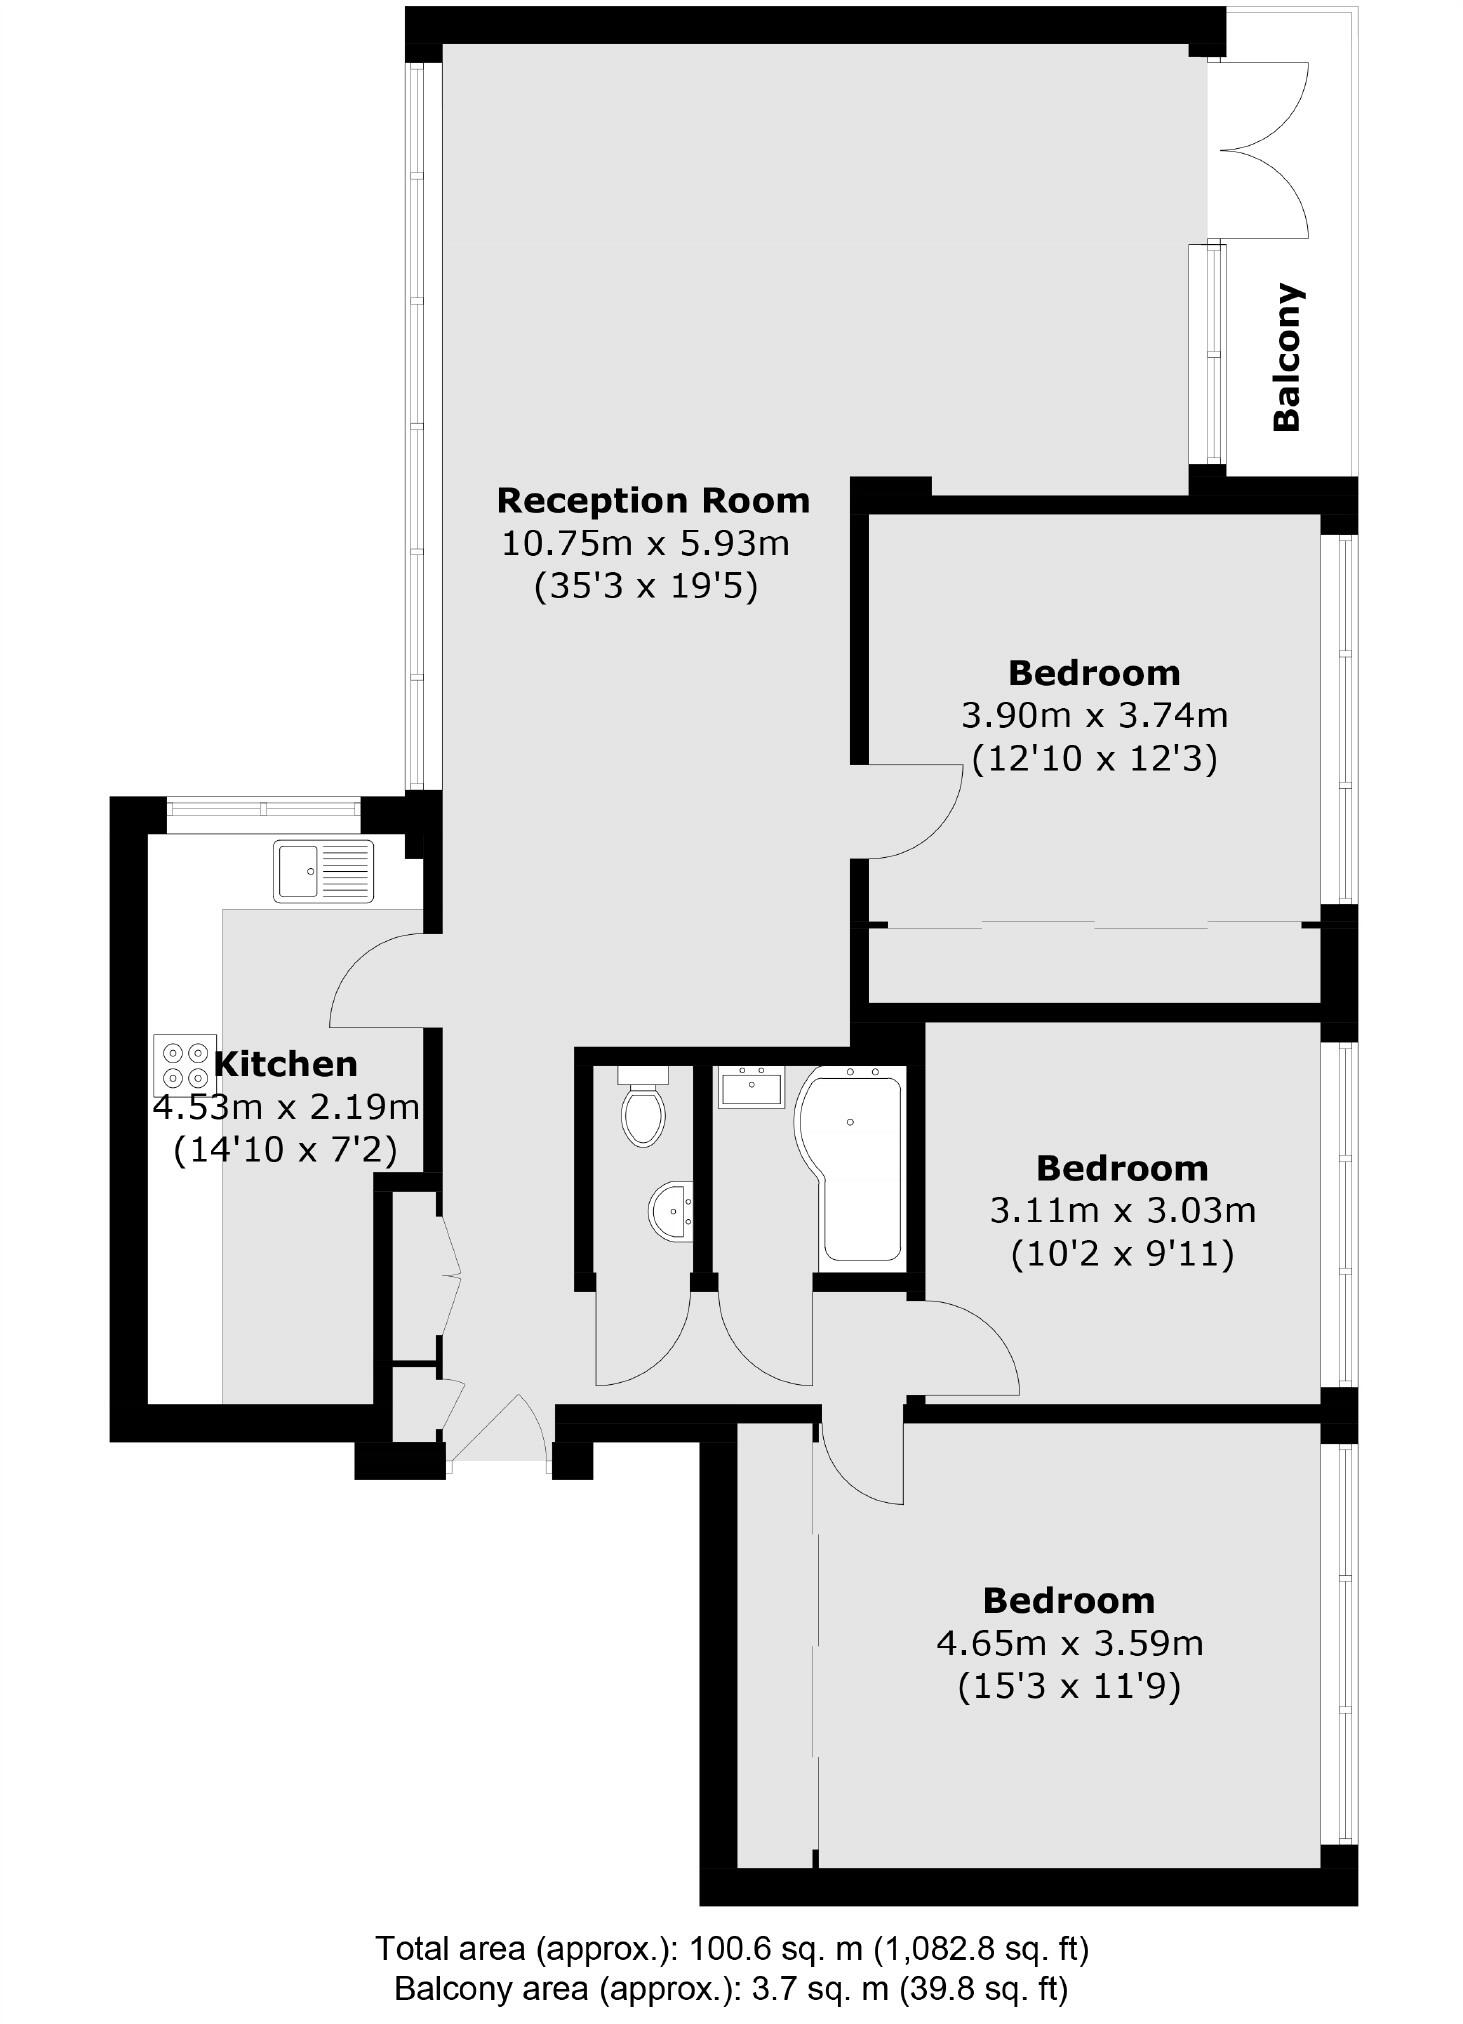 Balcony
Reception Room
10.75m x 5.93m
(35'3 x 19'5)
Bedroom
3.90m x 3.74m
(12'10 x 12'3)
Kitchen
4.53m x 2.19m
(14'10 x 7'2)
Bedroom
3.11m x 3.03m
(10'2 x 9'11)
Bedroom
4.65m x 3.59m
(15'3 x 11'9)
Total area (approx.): 100.6 sq. m (1,082.8 sq. ft)
Balcony area (approx.): 3.7 sq. m (39.8 sq. ft)